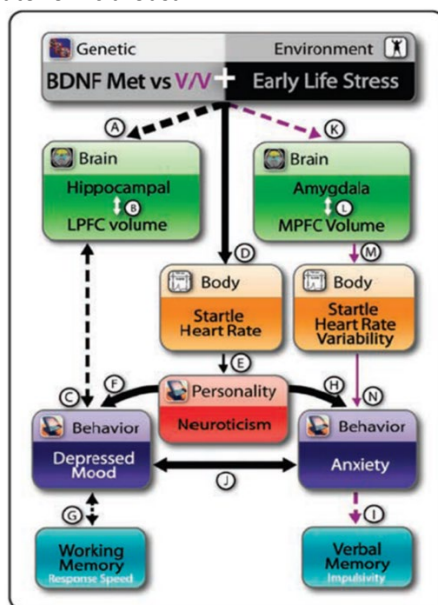 Genetic
Environment
BDNF Met vs V/V
+
Early Life Stress
A
K
Brain
Brain
Hippocampal
Amygdala
B
L
LPFC volume
MPFC Volume
D
M
Body
Body
Startle
Heart Rate
Startle
Heart Rate
Variability
E
C
F
Personality
H
N
Neuroticism
Behavior
Behavior
Depressed
Mood
Anxiety
J
G
I
Working
Memory
Response Speed
Verbal
Memory
Impulsivity